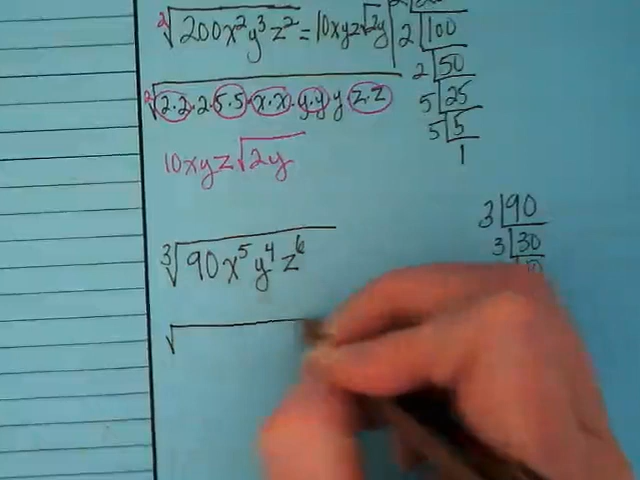 ²√200x²y³z² = 10xyz√2y
²√2·2·2·5·5·x·x·y·y·y·z·z
10xyz√2y
³√90x⁵y⁴z⁶
√
2 100
2 50
5 25
5 5
1
3 90
3 30